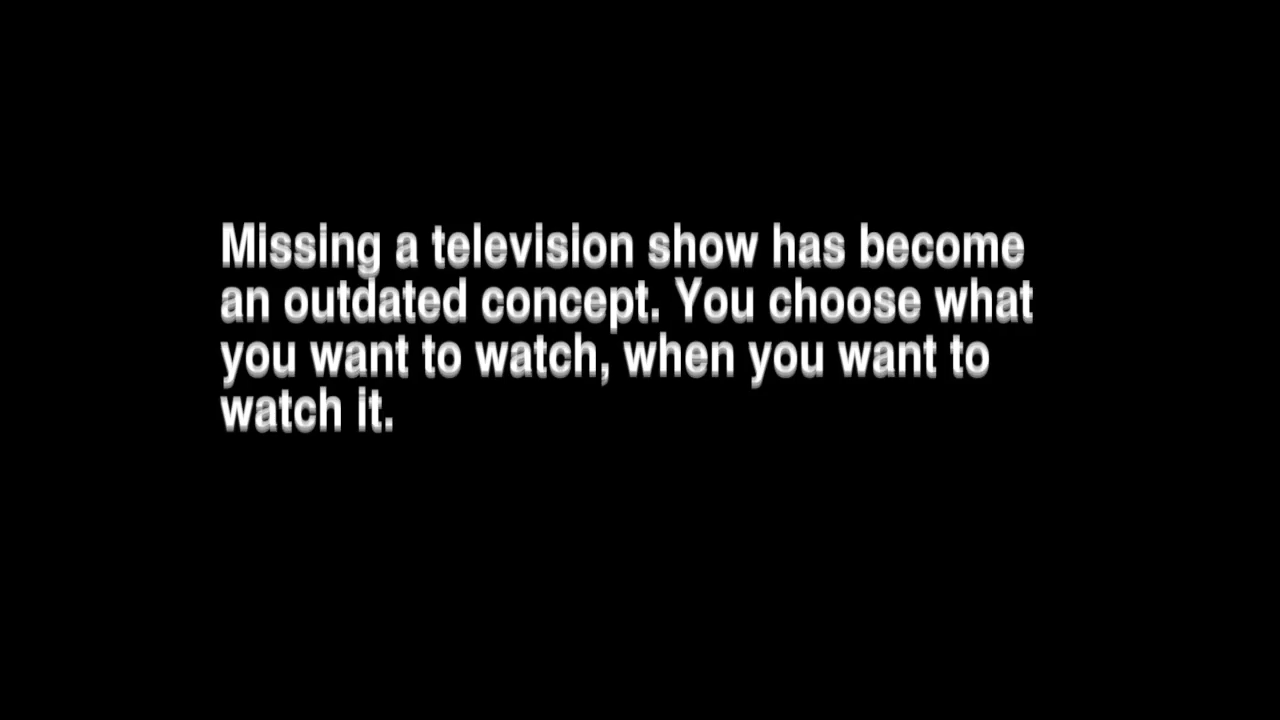 Missing a television show has become
an outdated concept. You choose what
you want to watch, when you want to
watch it.